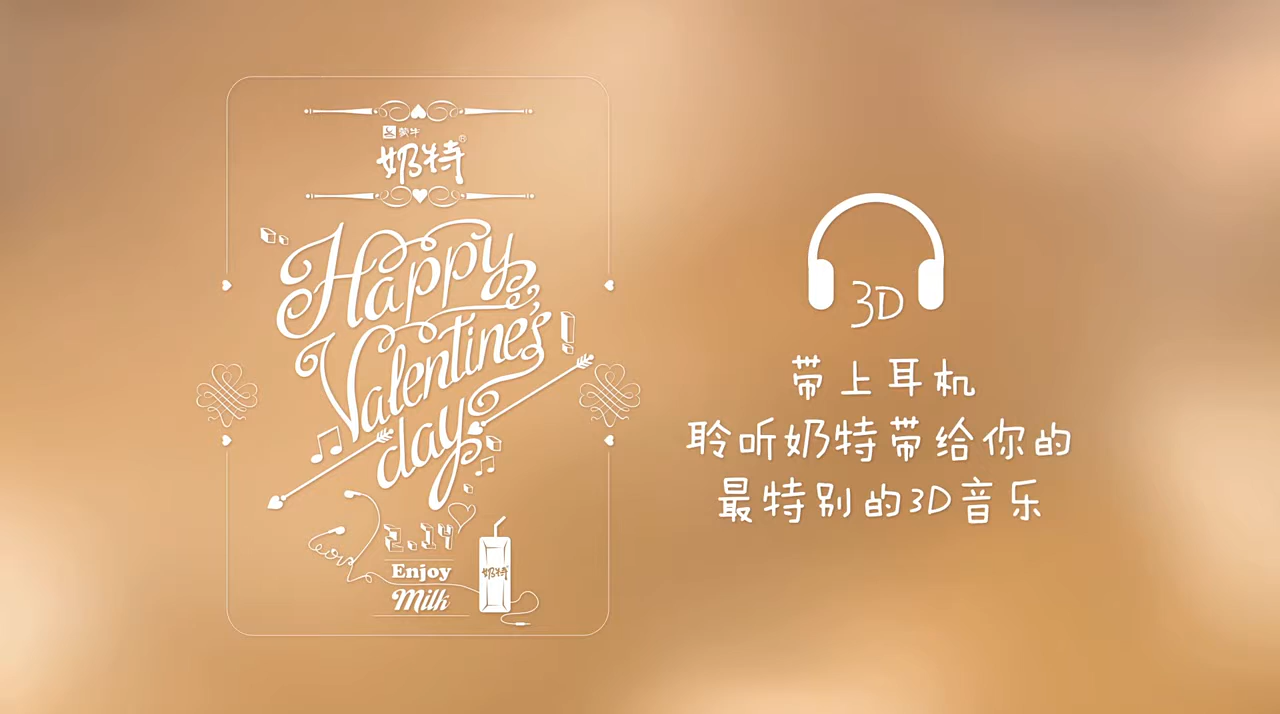 蒙牛
奶特®
Happy
Valentine's
day!
2.14
Enjoy
Milk
奶特
3D
带上耳机
聆听奶特带给你的
最特别的3D音乐